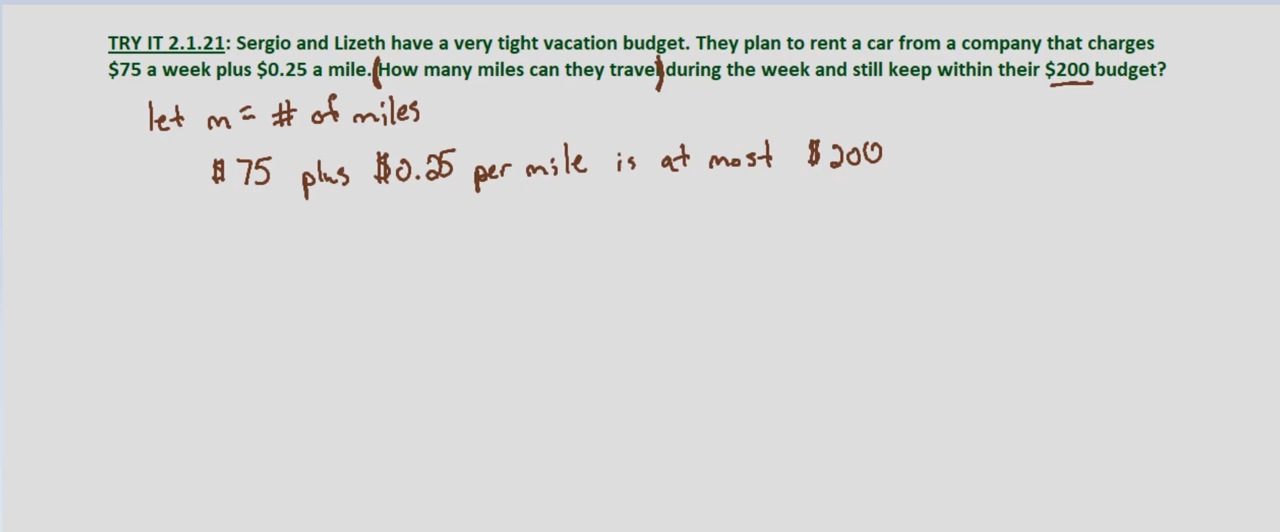 TRY IT 2.1.21: Sergio and Lizeth have a very tight vacation budget. They plan to rent a car from a company that charges
$75 a week plus $0.25 a mile. (How many miles can they travel) during the week and still keep within their $200 budget?
let m = # of miles
$75 plus $0.25 per mile is at most $200